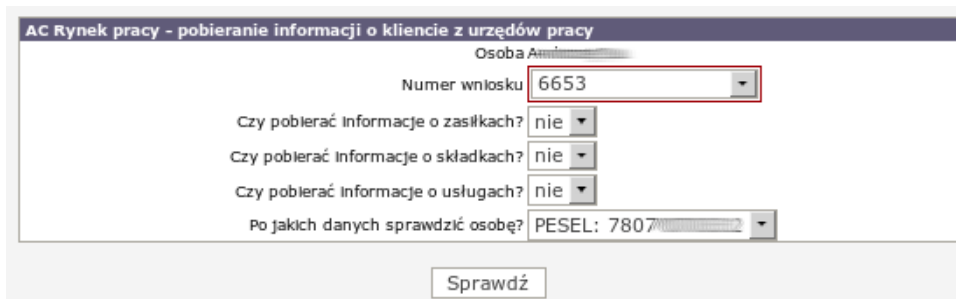 AC Rynek pracy - pobieranie informacji o kliencie z urzędów pracy
Osoba
Numer wniosku 6653
Czy pobierać informacje o zasiłkach? nie
Czy pobierać informacje o składkach? nie
Czy pobierać informacje o usługach? nie
Po jakich danych sprawdzić osobę? PESEL: 7807
Sprawdź